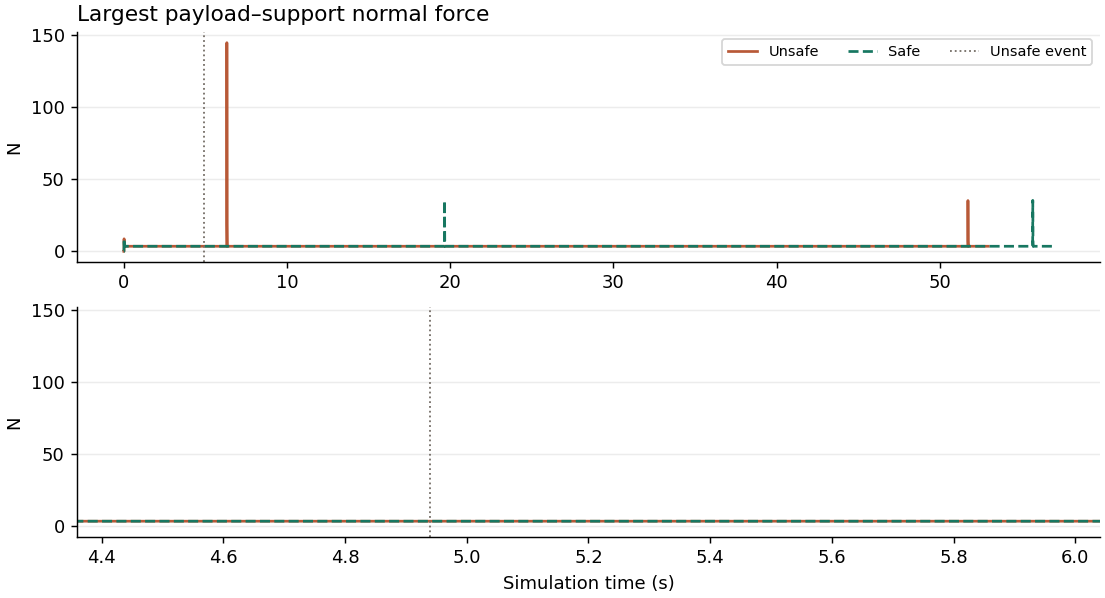 Largest payload–support normal force
150
100
50
0
N
Unsafe
Safe
Unsafe event
0 10 20 30 40 50
150
100
50
0
N
4.4 4.6 4.8 5.0 5.2 5.4 5.6 5.8 6.0
Simulation time (s)